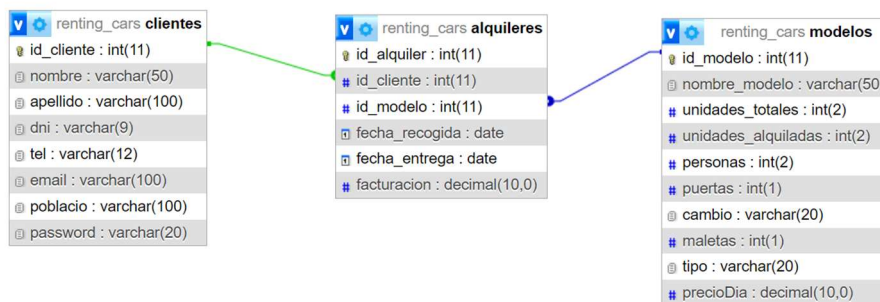 renting_cars clientes
id_cliente : int(11)
nombre : varchar(50)
apellido : varchar(100)
dni : varchar(9)
tel : varchar(12)
email : varchar(100)
poblacio : varchar(100)
password : varchar(20)
renting_cars alquileres
id_alquiler : int(11)
# id_cliente : int(11)
# id_modelo : int(11)
fecha_recogida : date
fecha_entrega : date
# facturacion : decimal(10,0)
renting_cars modelos
id_modelo : int(11)
nombre_modelo : varchar(50
# unidades_totales : int(2)
# unidades_alquiladas : int(2)
# personas : int(2)
# puertas : int(1)
cambio : varchar(20)
# maletas : int(1)
tipo : varchar(20)
# precioDia : decimal(10,0)